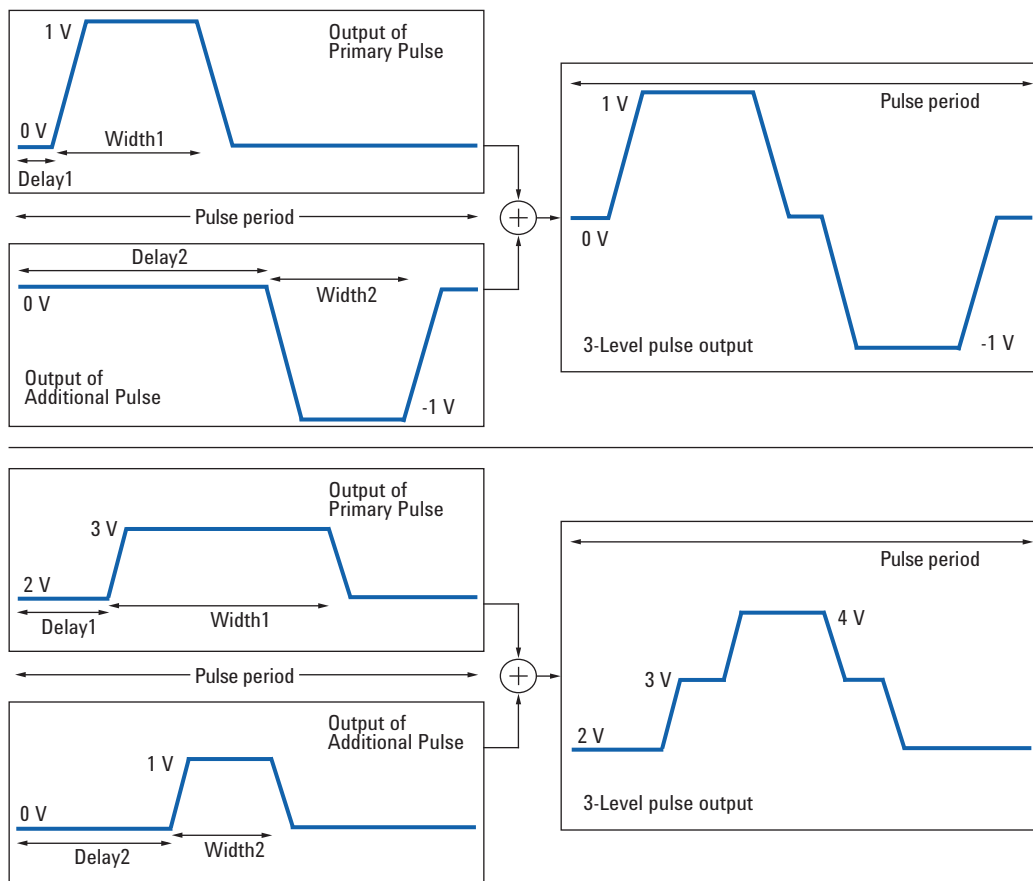 1 V
Output of
Primary Pulse
0 V
Width1
Delay1
Pulse period
Delay2
Width2
0 V
Output of
Additional Pulse
-1 V
+
Pulse period
1 V
0 V
3-Level pulse output
-1 V
Output of
Primary Pulse
3 V
2 V
Delay1
Width1
Pulse period
Output of
Additional Pulse
1 V
0 V
Delay2
Width2
+
Pulse period
4 V
3 V
2 V
3-Level pulse output